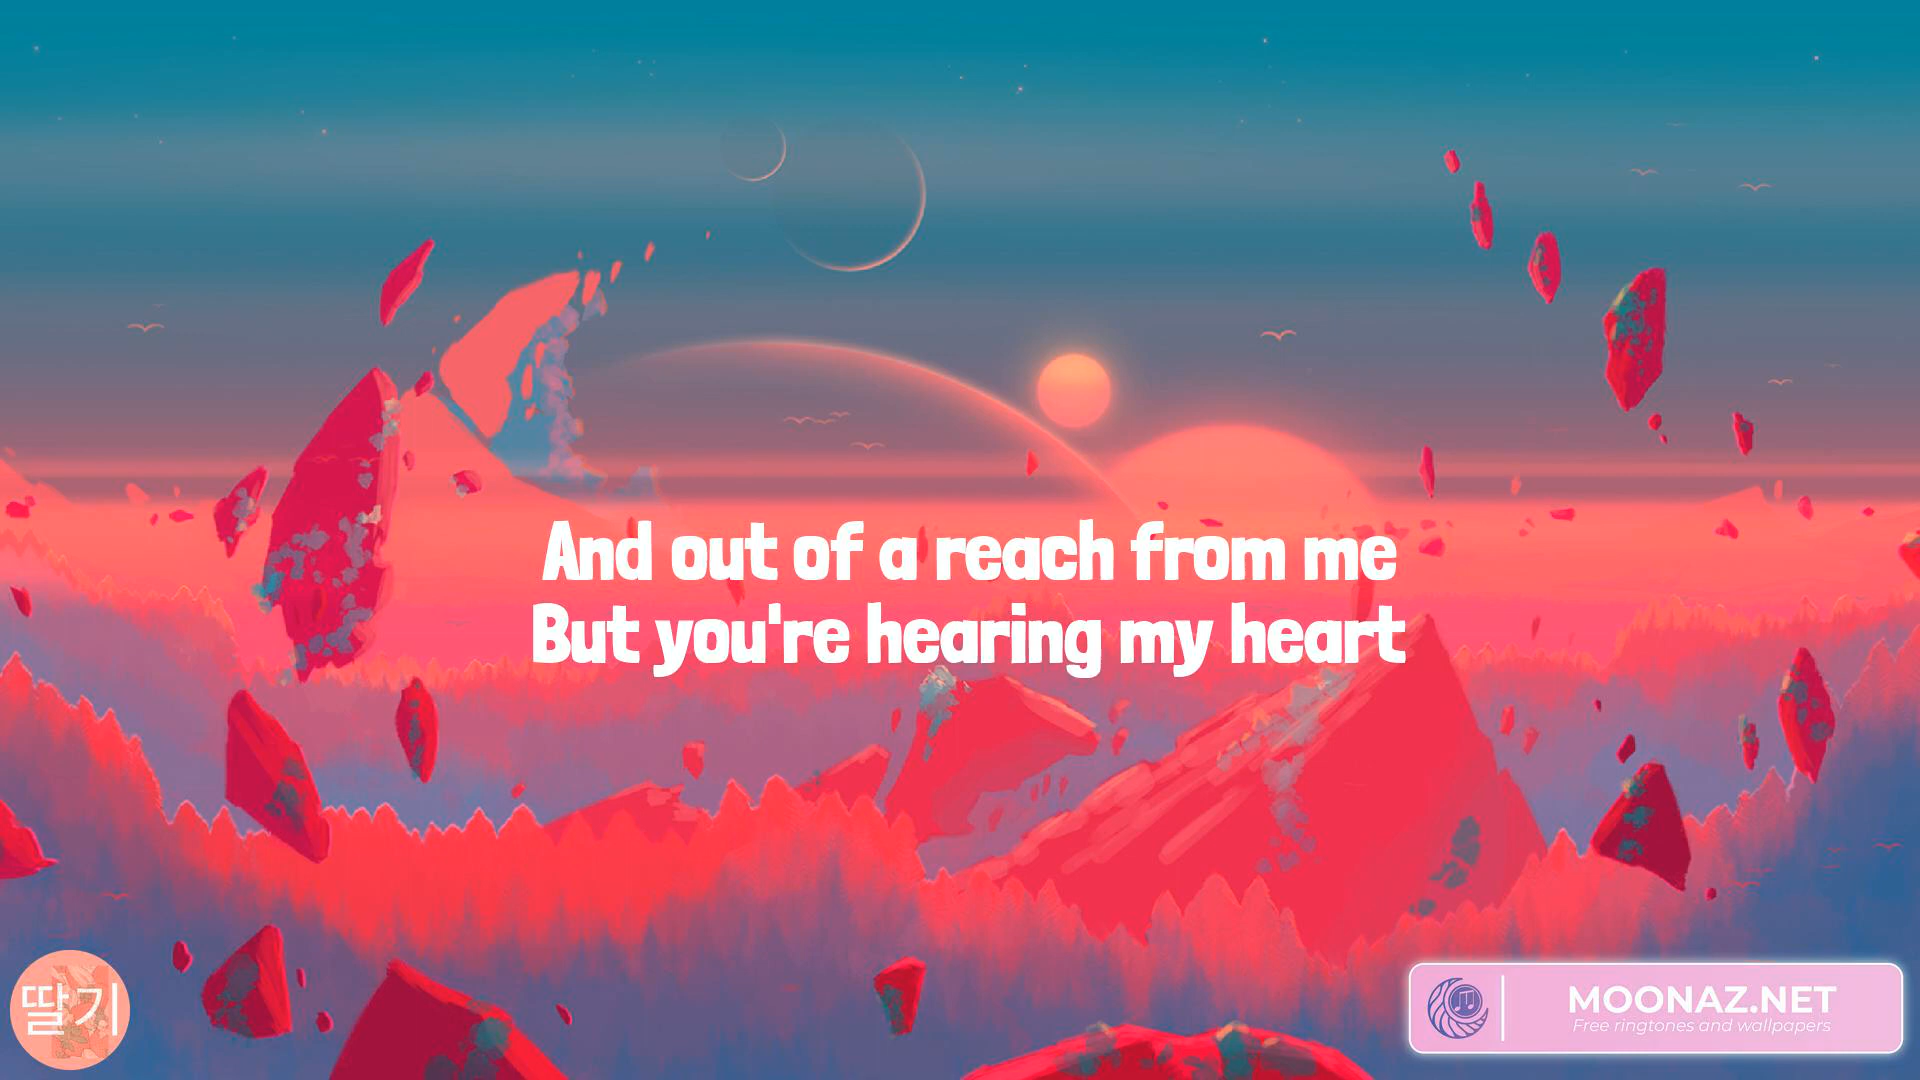 And out of a reach from me
But you're hearing my heart
딸기
MOONAZ.NET
Free ringtones and wallpapers